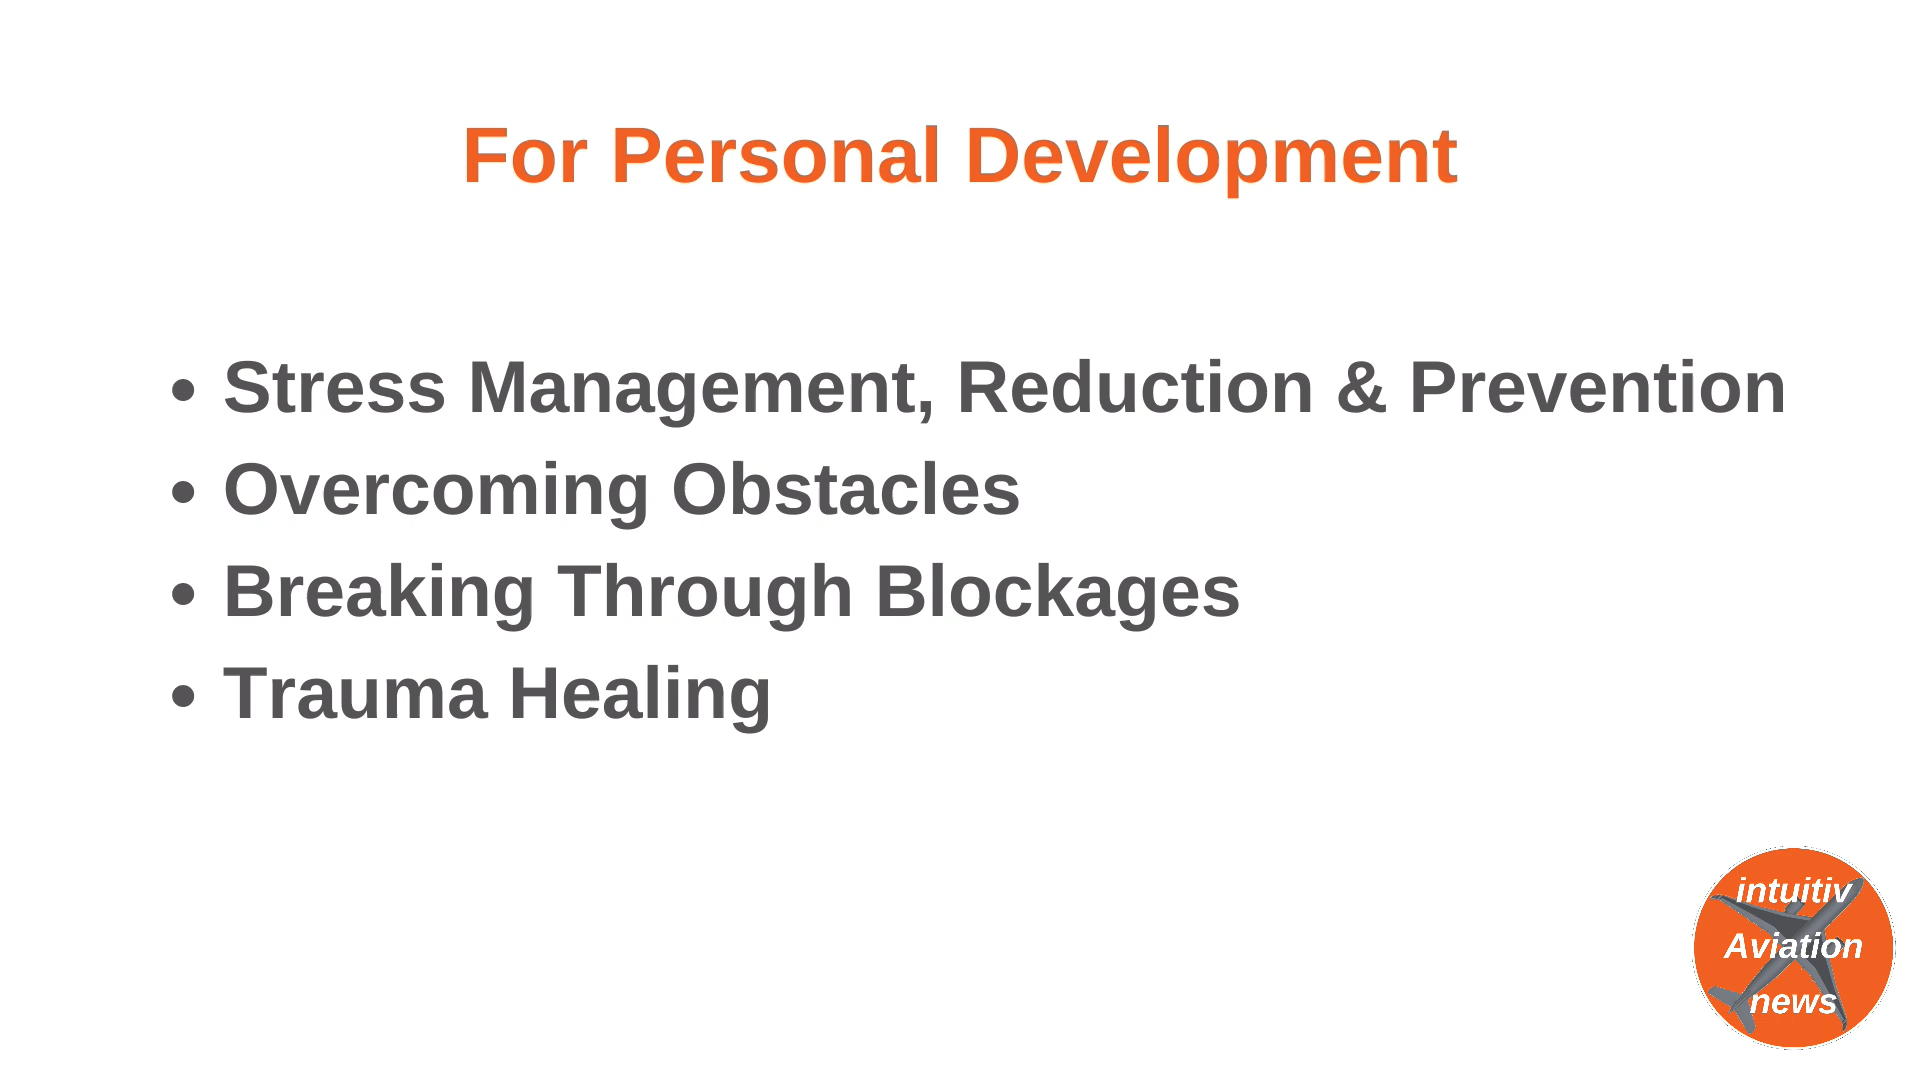 For Personal Development
• Stress Management, Reduction & Prevention
• Overcoming Obstacles
• Breaking Through Blockages
• Trauma Healing
intuitiv
Aviation
news